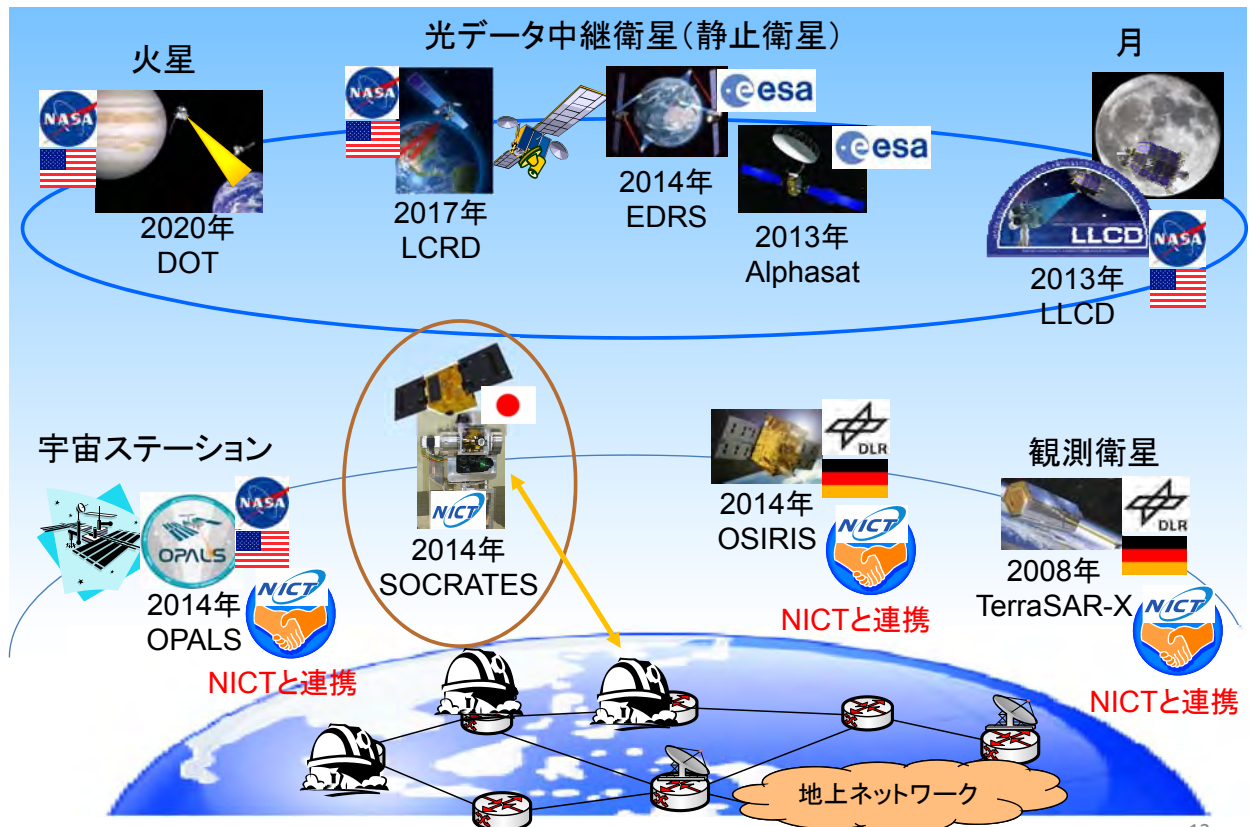 光データ中継衛星(静止衛星)
火星
月
NASA
NASA
esa
esa
2020年
DOT
2017年
LCRD
2014年
EDRS
2013年
Alphasat
LLCD
NASA
2013年
LLCD
宇宙ステーション
OPALS
NASA
2014年
OPALS
NICT
NICTと連携
NICT
2014年
SOCRATES
DLR
2014年
OSIRIS
NICT
NICTと連携
観測衛星
DLR
2008年
TerraSAR-X
NICT
NICTと連携
地上ネットワーク